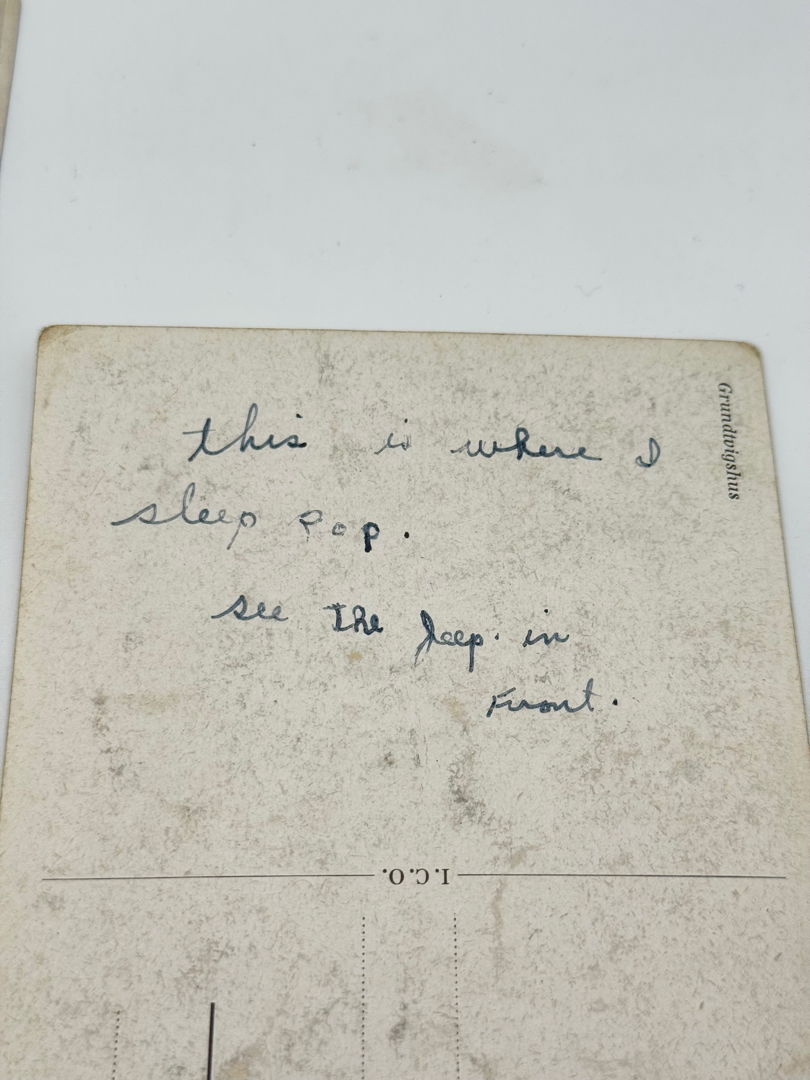 this is where I
sleep pop.
see the Jeep. in
Front.
Grundtvigshus
I.C.O.